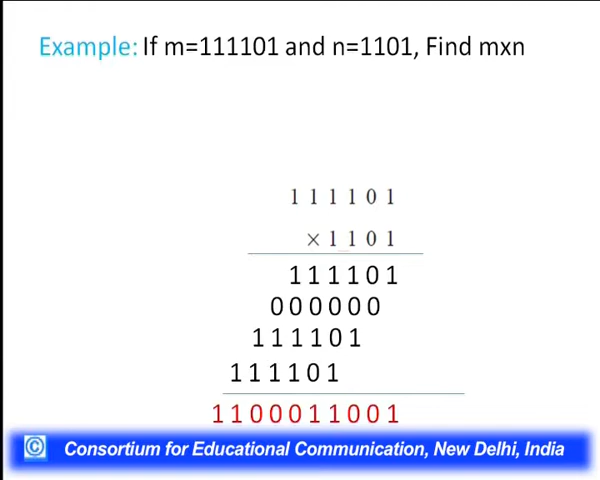 Example: If m=111101 and n=1101, Find mxn
1 1 1 1 0 1
×1 1 0 1
1 1 1 1 0 1
0 0 0 0 0 0
1 1 1 1 0 1
1 1 1 1 0 1
1 1 0 0 0 1 1 0 0 1
© Consortium for Educational Communication, New Delhi, India